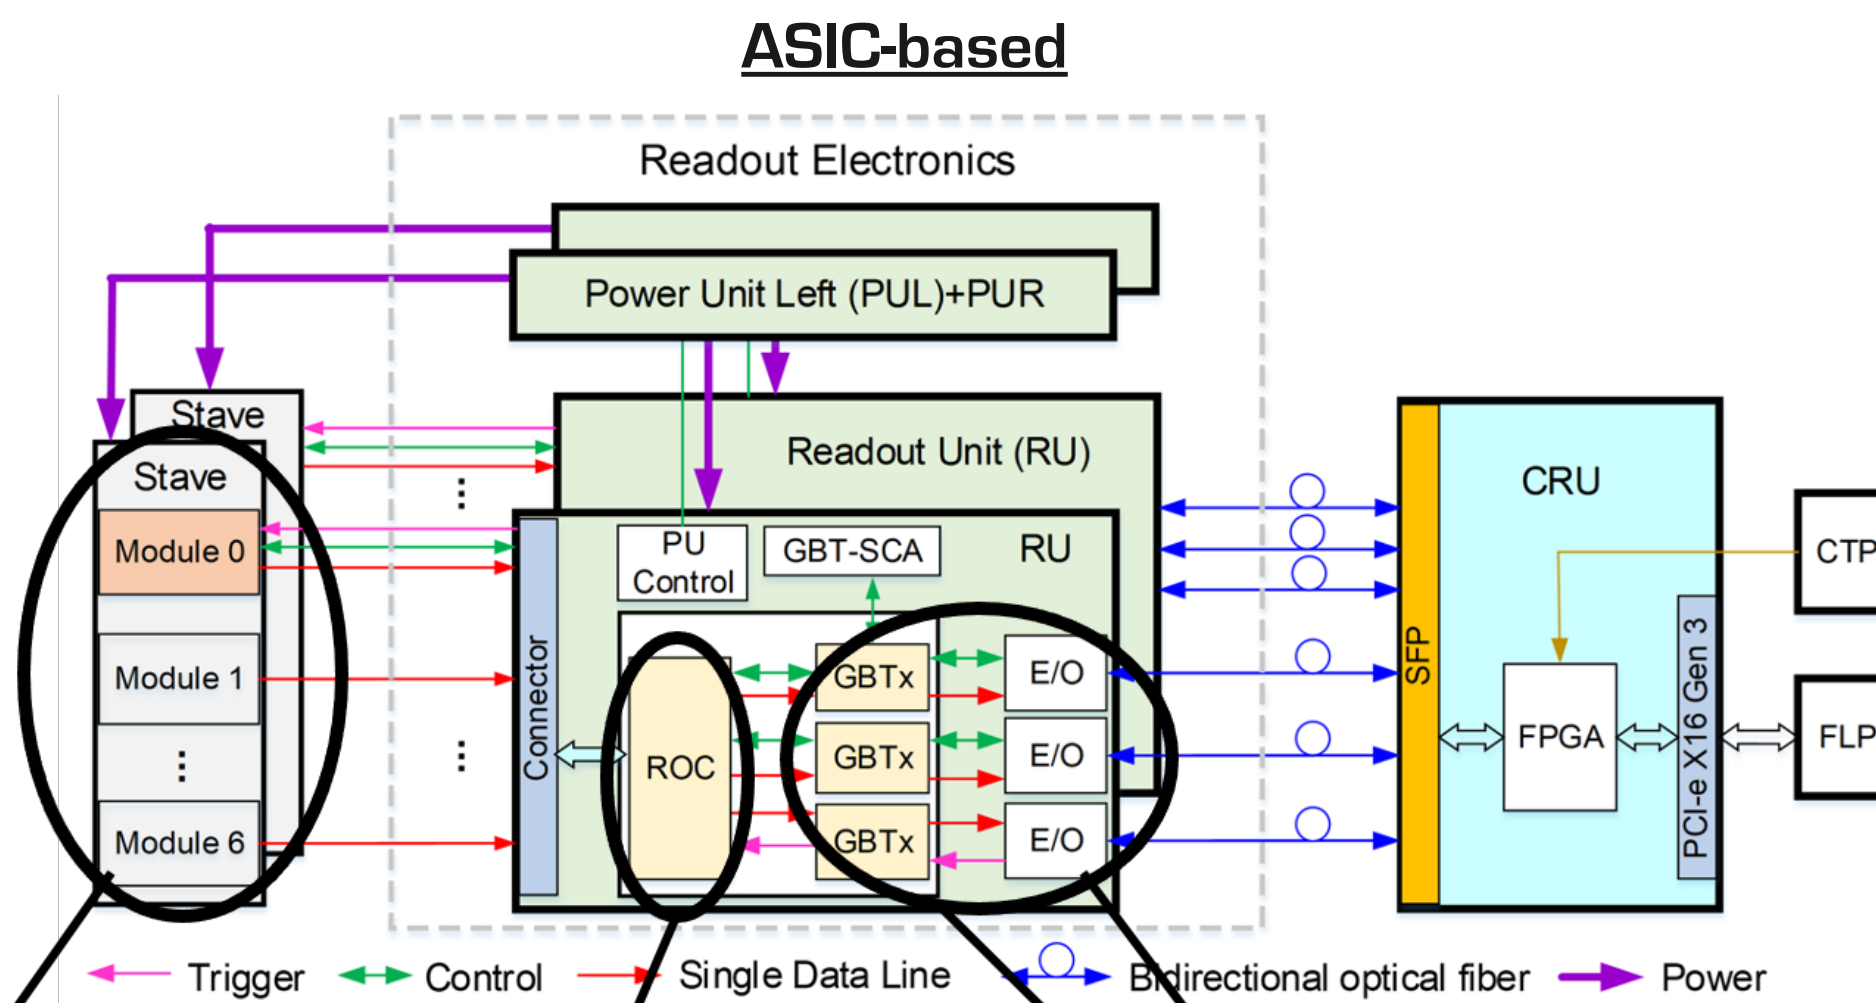 ASIC-based
Readout Electronics
Power Unit Left (PUL)+PUR
Stave
Stave
Module 0
Module 1
⋮
Module 6
⋮
⋮
Readout Unit (RU)
RU
PU
Control
GBT-SCA
Connector
ROC
GBTx
E/O
GBTx
E/O
GBTx
E/O
SFP
CRU
FPGA
PCI-e X16 Gen 3
CTP
FLP
Trigger
Control
Single Data Line
Bidirectional optical fiber
Power